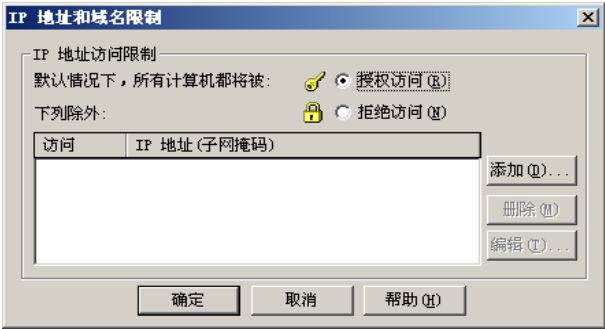 IP 地址和域名限制
IP 地址访问限制
默认情况下，所有计算机都将被: 授权访问(R)
下列除外: 拒绝访问(N)
访问 IP 地址(子网掩码)
添加(D)...
删除(M)
编辑(I)...
确定 取消 帮助(H)